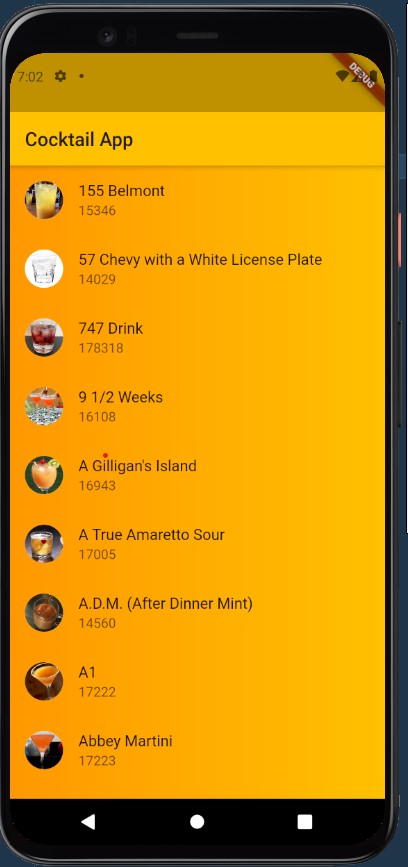 7:02
DEBUG
Cocktail App
155 Belmont
15346
57 Chevy with a White License Plate
14029
747 Drink
178318
9 1/2 Weeks
16108
A Gilligan's Island
16943
A True Amaretto Sour
17005
A.D.M. (After Dinner Mint)
14560
A1
17222
Abbey Martini
17223